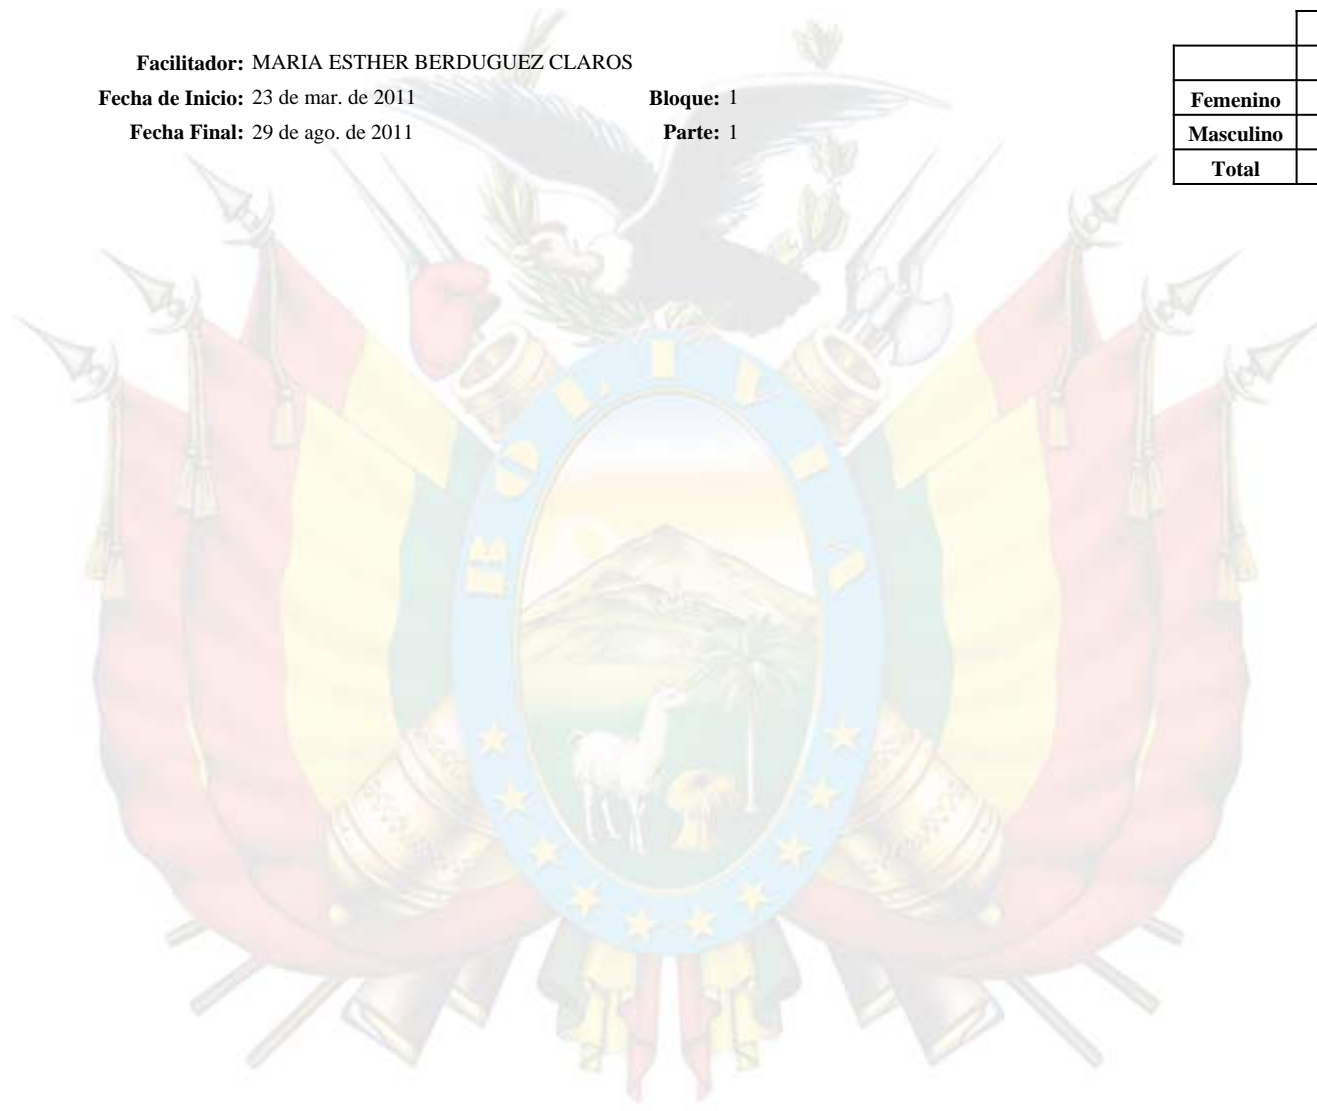 Facilitador: MARIA ESTHER BERDUGUEZ CLAROS
Fecha de Inicio: 23 de mar. de 2011 Bloque: 1
Fecha Final: 29 de ago. de 2011 Parte: 1
Femenino
Masculino
Total
BOLIVIA